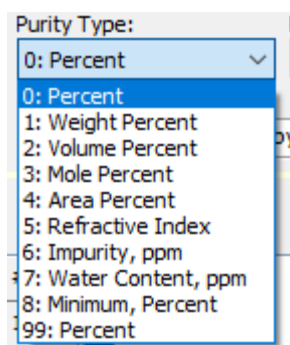 Purity Type:
0: Percent
0: Percent
1: Weight Percent
2: Volume Percent
3: Mole Percent
4: Area Percent
5: Refractive Index
6: Impurity, ppm
7: Water Content, ppm
8: Minimum, Percent
99: Percent